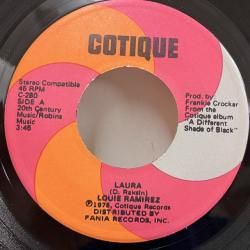 COTIQUE
Stereo Compatible
45 RPM
C-280
SIDE A
20th Century
Music/Robins
Music
3:46
Prod. by
Frankie Crocker
From the
Cotique album
"A Different
Shade of Black"
LAURA
(D. Raksin)
LOUIE RAMIREZ
℗1976, Cotique Records
DISTRIBUTED BY
FANIA RECORDS, INC.